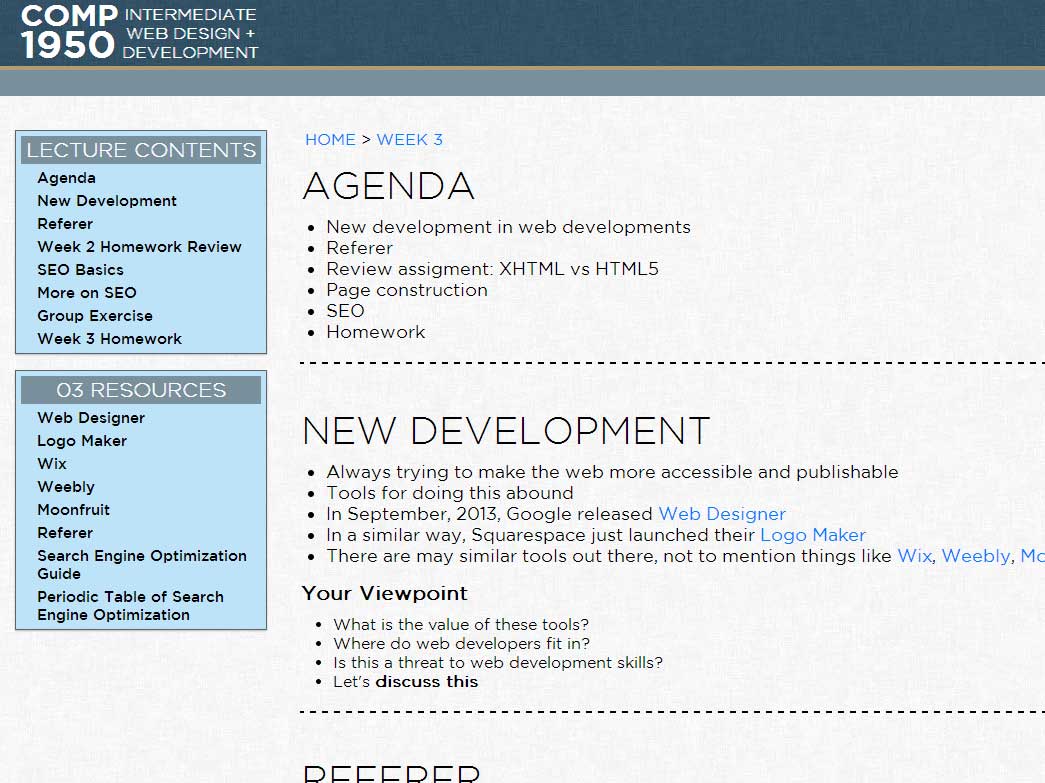 COMP 1950
INTERMEDIATE
WEB DESIGN +
DEVELOPMENT
LECTURE CONTENTS
Agenda
New Development
Referer
Week 2 Homework Review
SEO Basics
More on SEO
Group Exercise
Week 3 Homework
03 RESOURCES
Web Designer
Logo Maker
Wix
Weebly
Moonfruit
Referer
Search Engine Optimization
Guide
Periodic Table of Search
Engine Optimization
HOME > WEEK 3
AGENDA
New development in web developments
Referer
Review assigment: XHTML vs HTML5
Page construction
SEO
Homework
NEW DEVELOPMENT
Always trying to make the web more accessible and publishable
Tools for doing this abound
In September, 2013, Google released Web Designer
In a similar way, Squarespace just launched their Logo Maker
There are may similar tools out there, not to mention things like Wix, Weebly, Mo
Your Viewpoint
What is the value of these tools?
Where do web developers fit in?
Is this a threat to web development skills?
Let's discuss this
REFERER